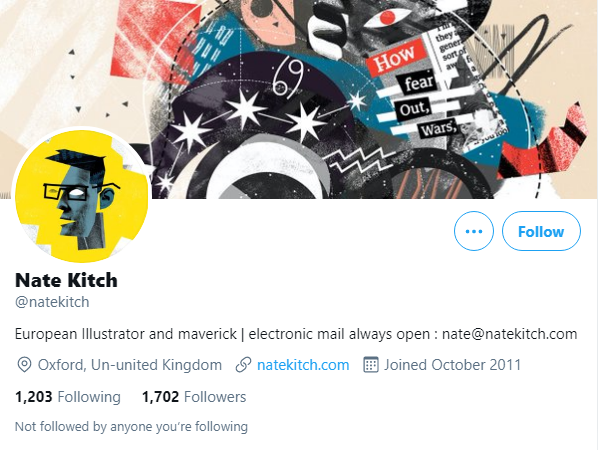 How
fear
Out,
Wars,
they
Nate Kitch
@natekitch
European Illustrator and maverick | electronic mail always open : nate@natekitch.com
Oxford, Un-united Kingdom natekitch.com Joined October 2011
1,203 Following 1,702 Followers
Not followed by anyone you’re following
Follow